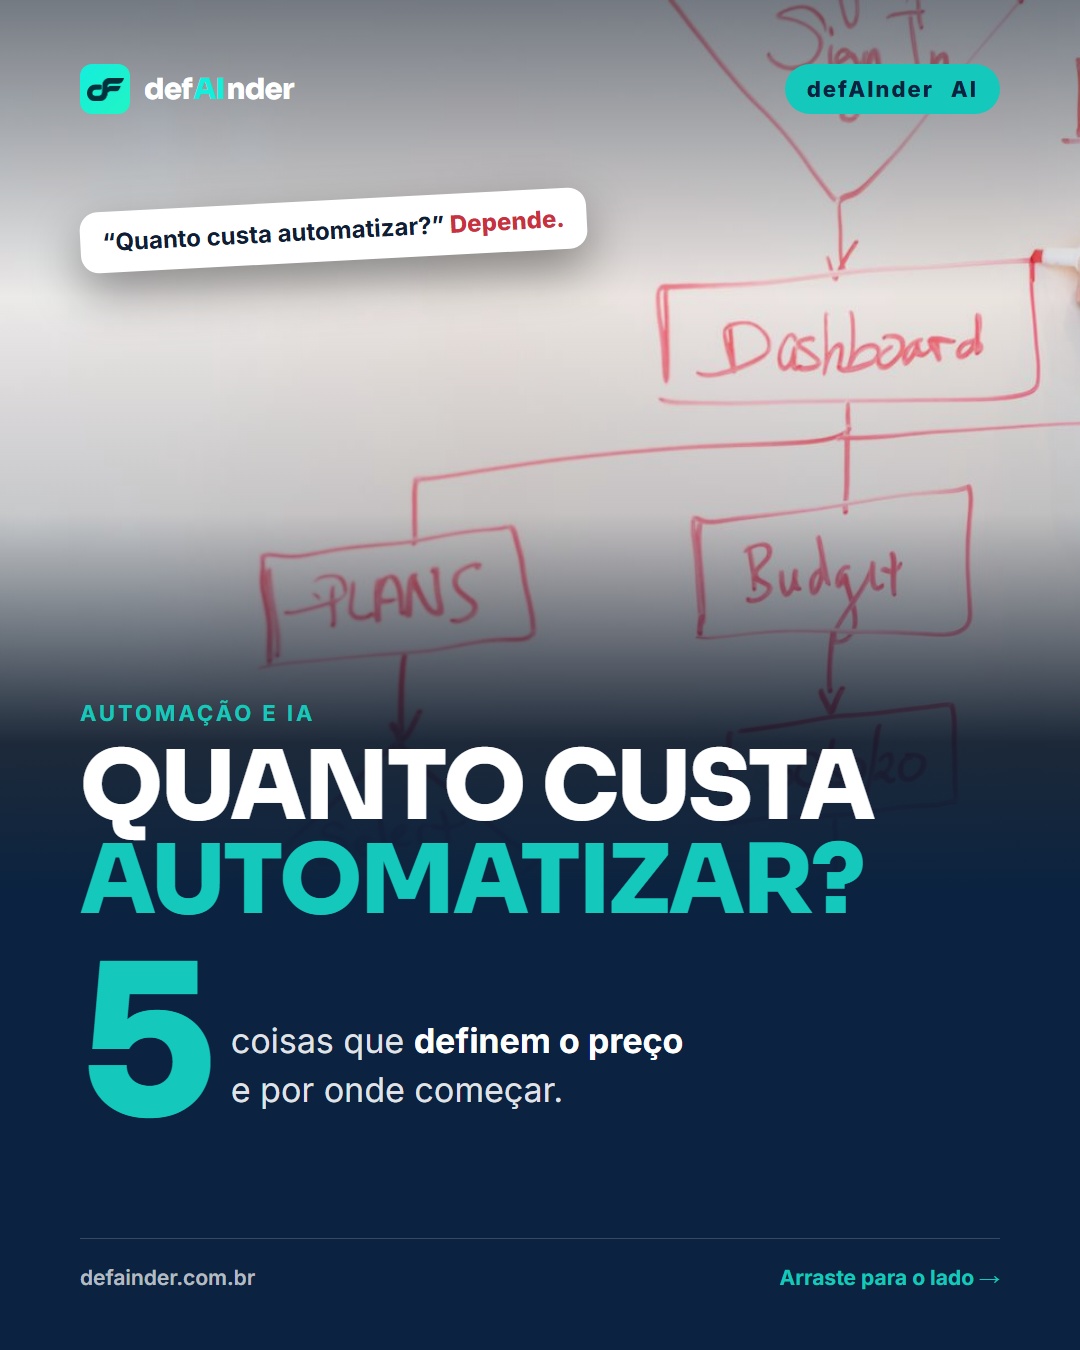 Sign In
defAInder
defAInder AI
“Quanto custa automatizar?” Depende.
Dashboard
PLANS
Budget
AUTOMAÇÃO E IA
QUANTO CUSTA
AUTOMATIZAR?
5
coisas que definem o preço
e por onde começar.
defainder.com.br
Arraste para o lado →